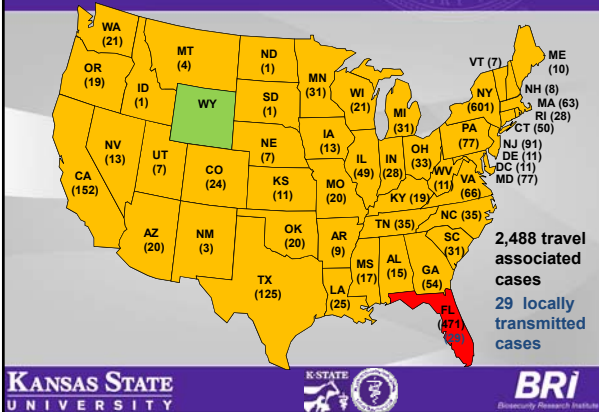 WA
(21)
MT
(4)
ND
(1)
OR
(19)
ID
(1)
WY
SD
(1)
MN
(31)
WI
(21)
MI
(31)
VT (7)
ME
(10)
NH (8)
NY
(601)
MA (63)
RI (28)
CT (50)
PA
(77)
NJ (91)
DE (11)
DC (11)
MD (77)
NV
(13)
UT
(7)
CA
(152)
CO
(24)
NE
(7)
IA
(13)
KS
(11)
MO
(20)
IL
(49)
IN
(28)
OH
(33)
WV
(11)
VA
(66)
KY (19)
NC (35)
TN (35)
SC
(31)
AZ
(20)
NM
(3)
OK
(20)
AR
(9)
MS
(17)
AL
(15)
GA
(54)
TX
(125)
LA
(25)
FL
(471)
(29)
2,488 travel
associated
cases
29 locally
transmitted
cases
KANSAS STATE
UNIVERSITY
K-STATE
BRI
Biosecurity Research Institute